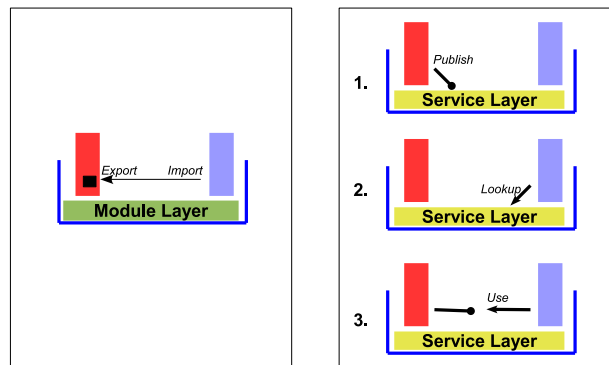 Export
Import
Module Layer
Publish
1.
Service Layer
Lookup
2.
Service Layer
Use
3.
Service Layer